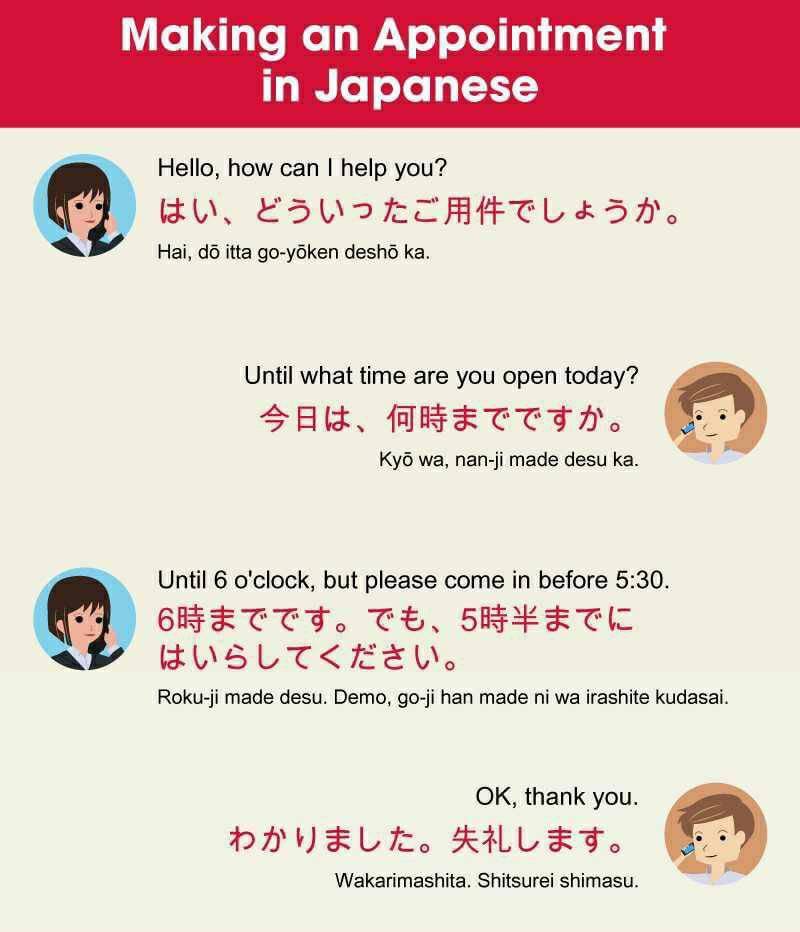 Making an Appointment
in Japanese
Hello, how can I help you?
はい、どういったご用件でしょうか。
Hai, dō itta go-yōken deshō ka.
Until what time are you open today?
今日は、何時までですか。
Kyō wa, nan-ji made desu ka.
Until 6 o'clock, but please come in before 5:30.
6時までです。でも、5時半までに
はいらしてください。
Roku-ji made desu. Demo, go-ji han made ni wa irashite kudasai.
OK, thank you.
わかりました。失礼します。
Wakarimashita. Shitsurei shimasu.